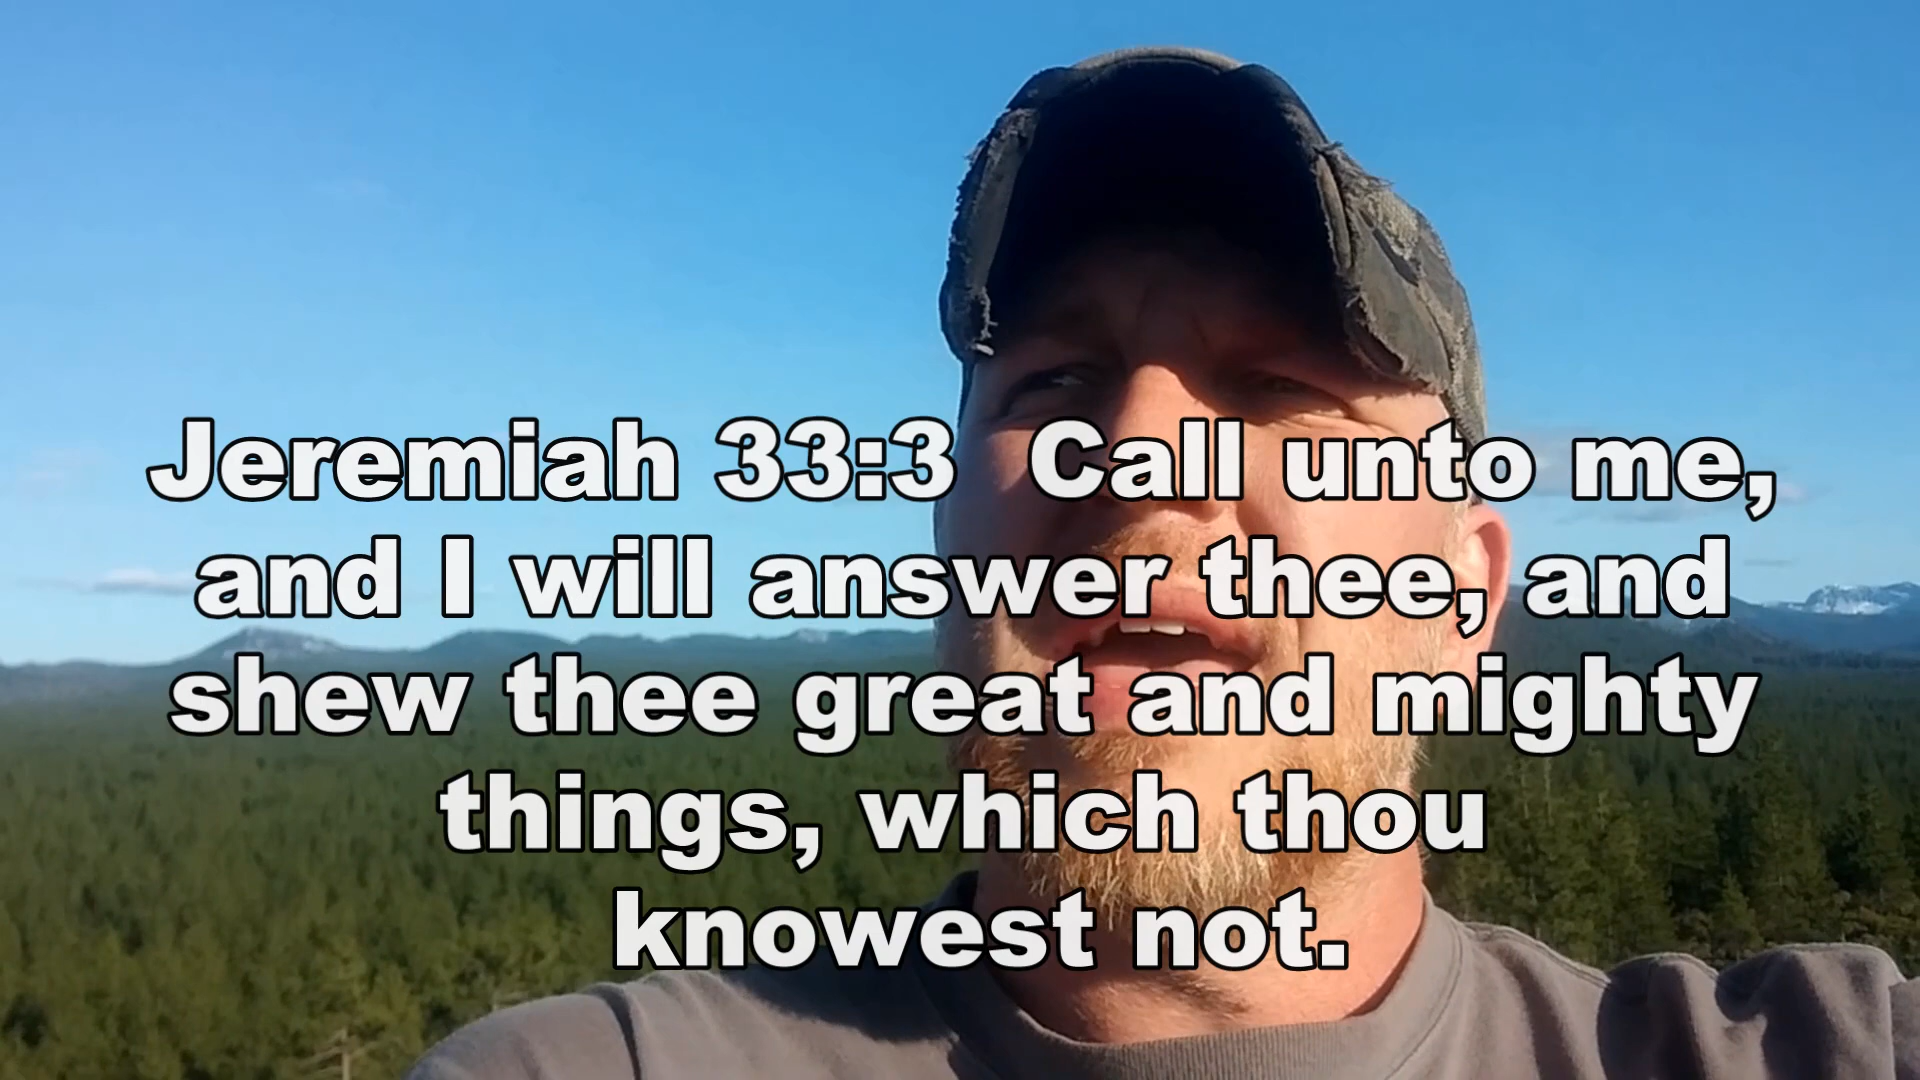 Jeremiah 33:3  Call unto me,
and I will answer thee, and
shew thee great and mighty
things, which thou
knowest not.